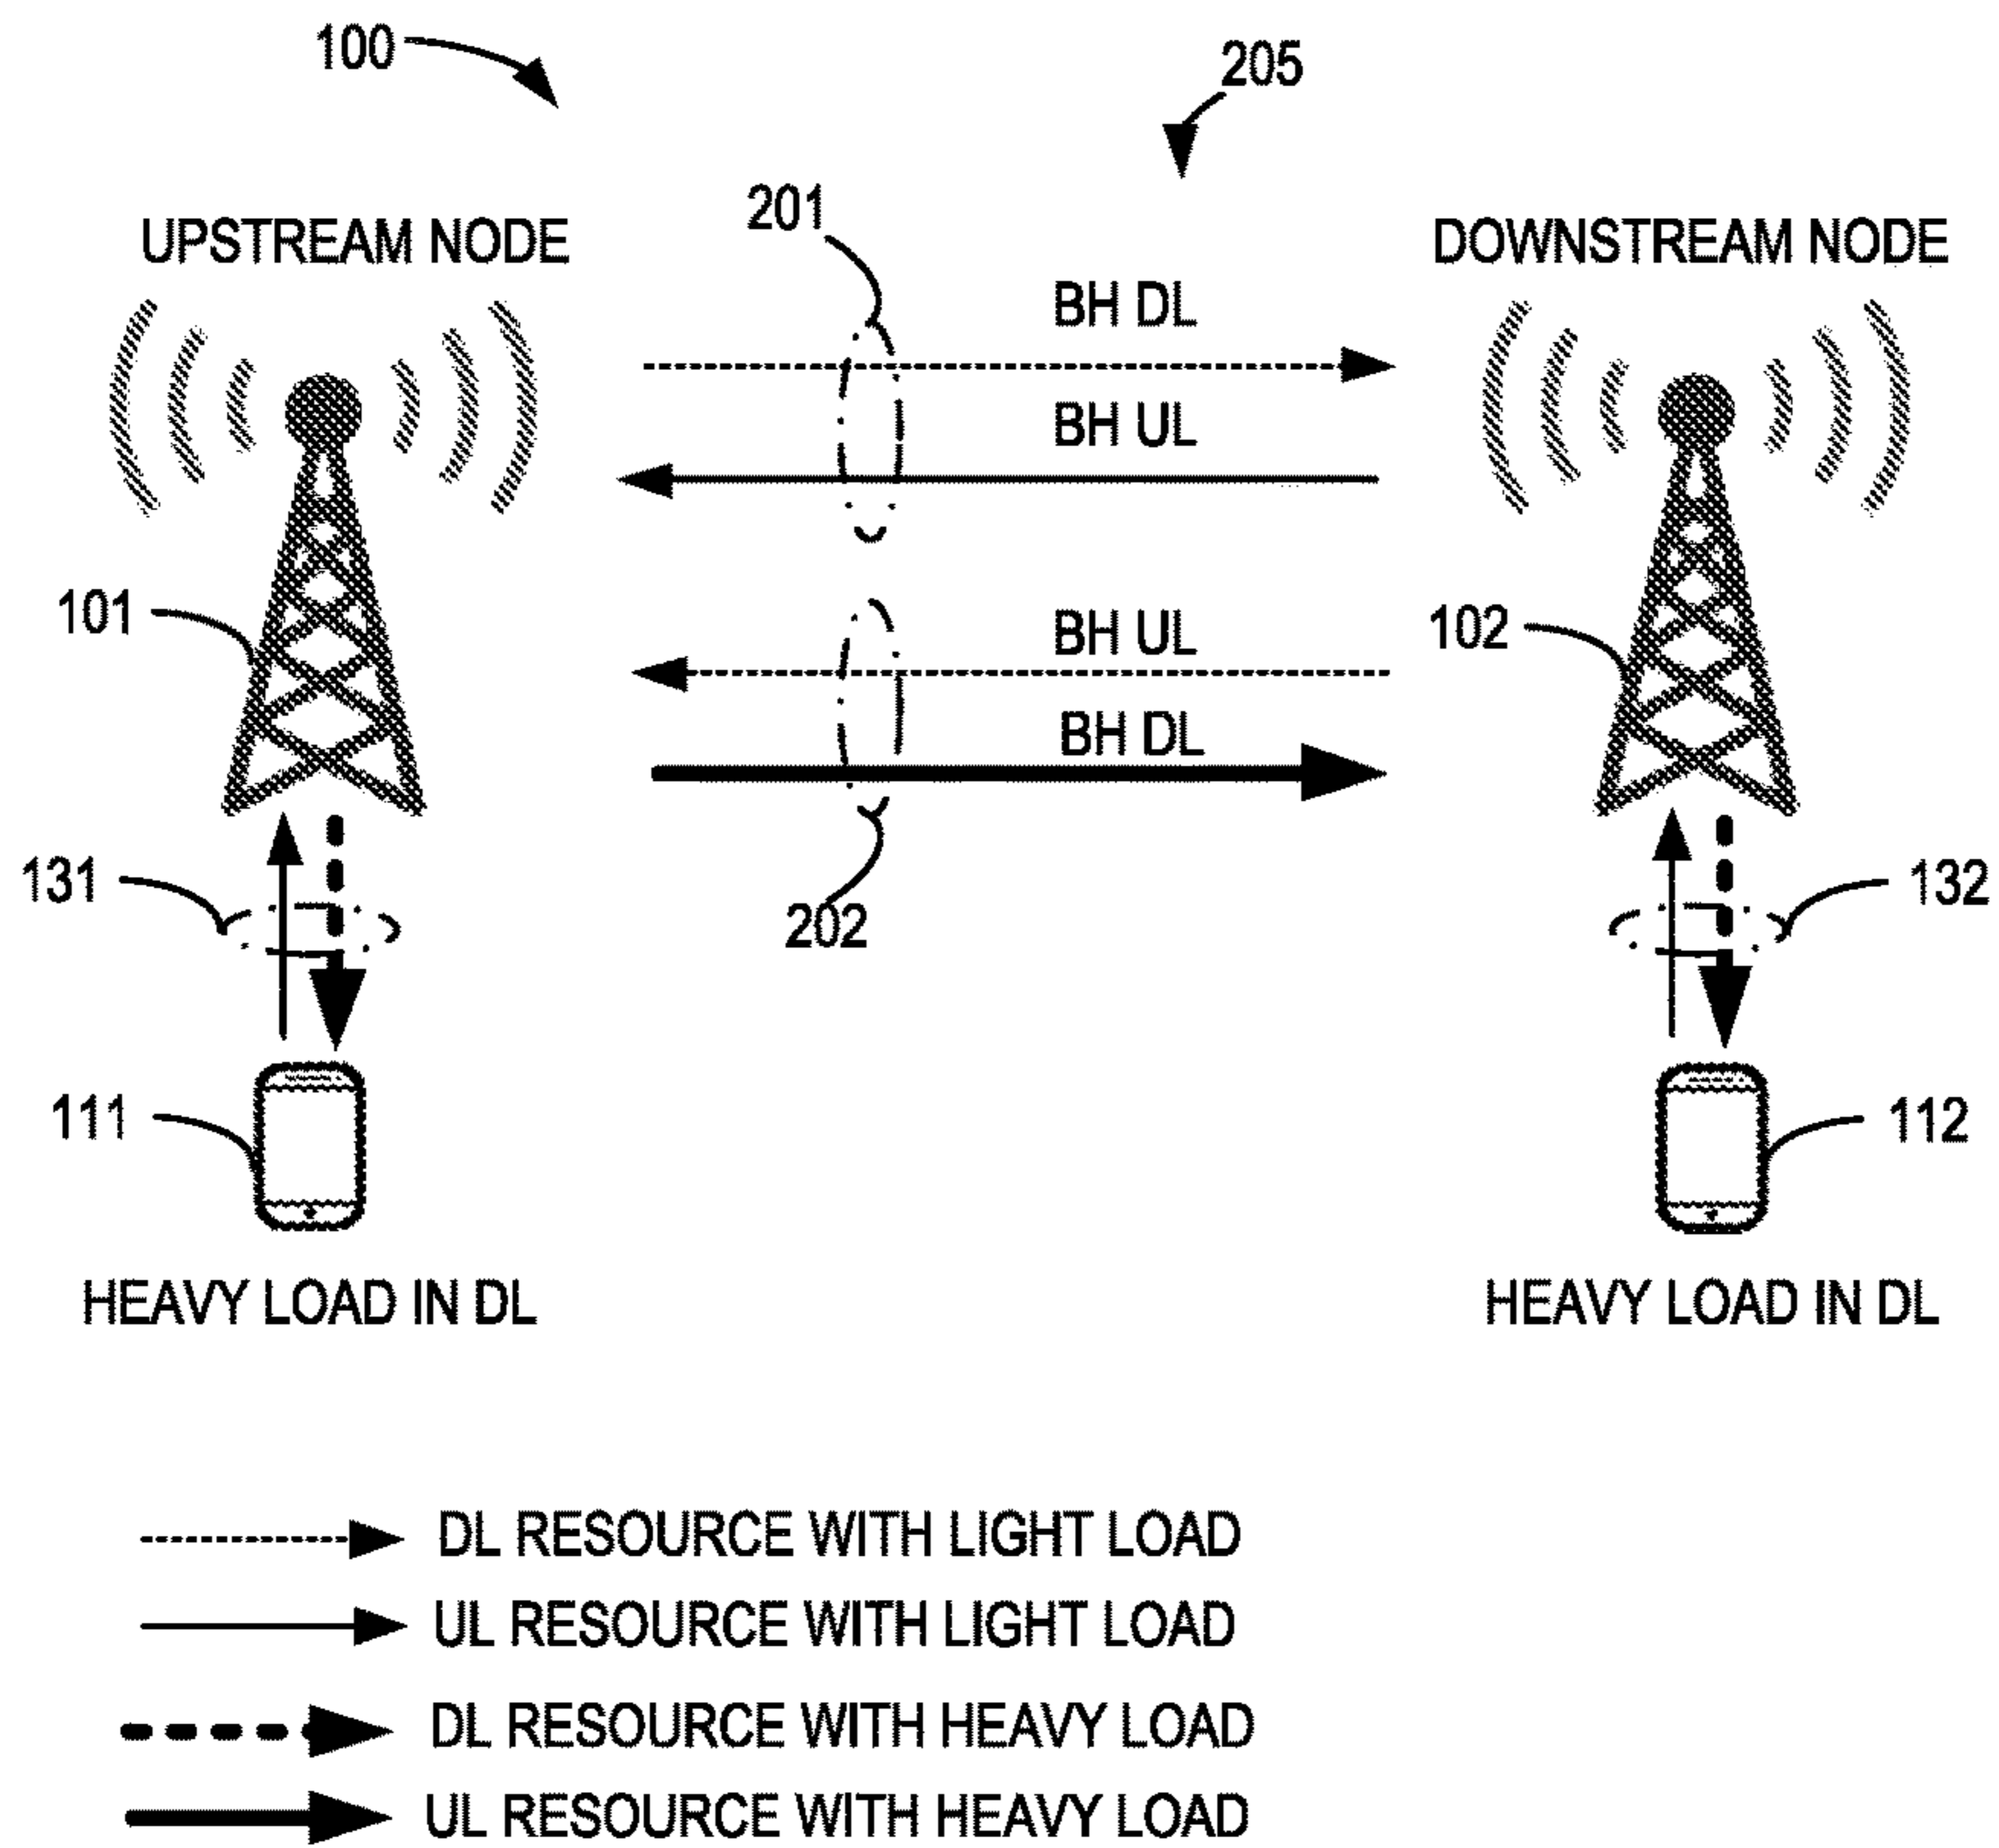 100
205
201
UPSTREAM NODE
DOWNSTREAM NODE
BH DL
BH UL
101
BH UL
102
BH DL
131
132
202
111
112
HEAVY LOAD IN DL
HEAVY LOAD IN DL
DL RESOURCE WITH LIGHT LOAD
UL RESOURCE WITH LIGHT LOAD
DL RESOURCE WITH HEAVY LOAD
UL RESOURCE WITH HEAVY LOAD